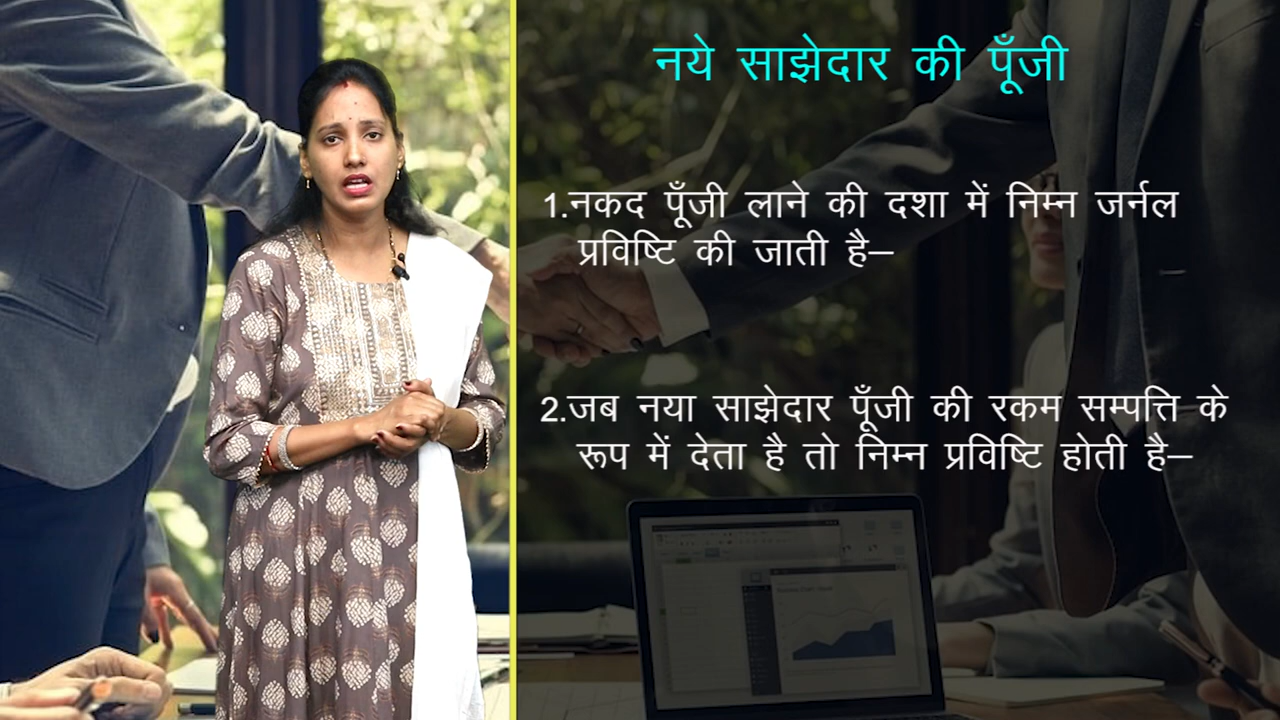 नये साझेदार की पूँजी
1.नकद पूँजी लाने की दशा में निम्न जर्नल
प्रविष्टि की जाती है–
2.जब नया साझेदार पूँजी की रकम सम्पत्ति के
रूप में देता है तो निम्न प्रविष्टि होती है–